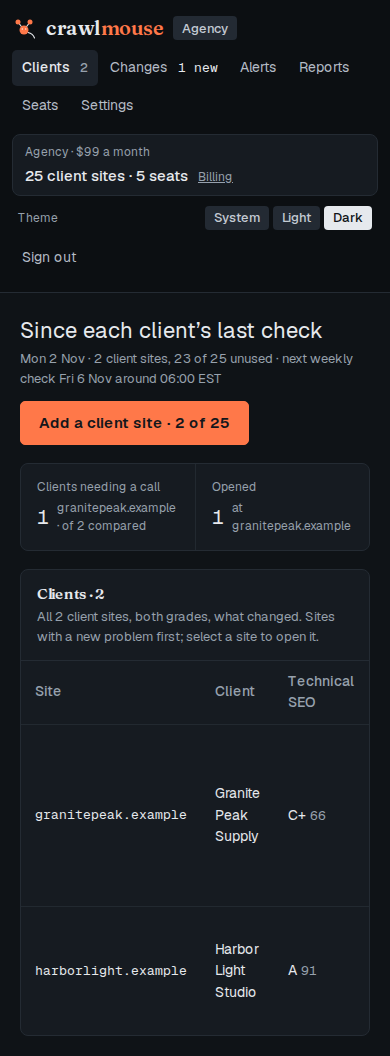 crawlmouse Agency
Clients 2 Changes 1 new Alerts Reports
Seats Settings
Agency · $99 a month
25 client sites · 5 seats Billing
Theme System Light Dark
Sign out
Since each client’s last check
Mon 2 Nov · 2 client sites, 23 of 25 unused · next weekly
check Fri 6 Nov around 06:00 EST
Add a client site · 2 of 25
Clients needing a call
1 granitepeak.example
· of 2 compared
Opened
1 at
granitepeak.example
Clients · 2
All 2 client sites, both grades, what changed. Sites
with a new problem first; select a site to open it.
Site Client Technical
SEO
granitepeak.example Granite
Peak
Supply C+ 66
harborlight.example Harbor
Light
Studio A 91